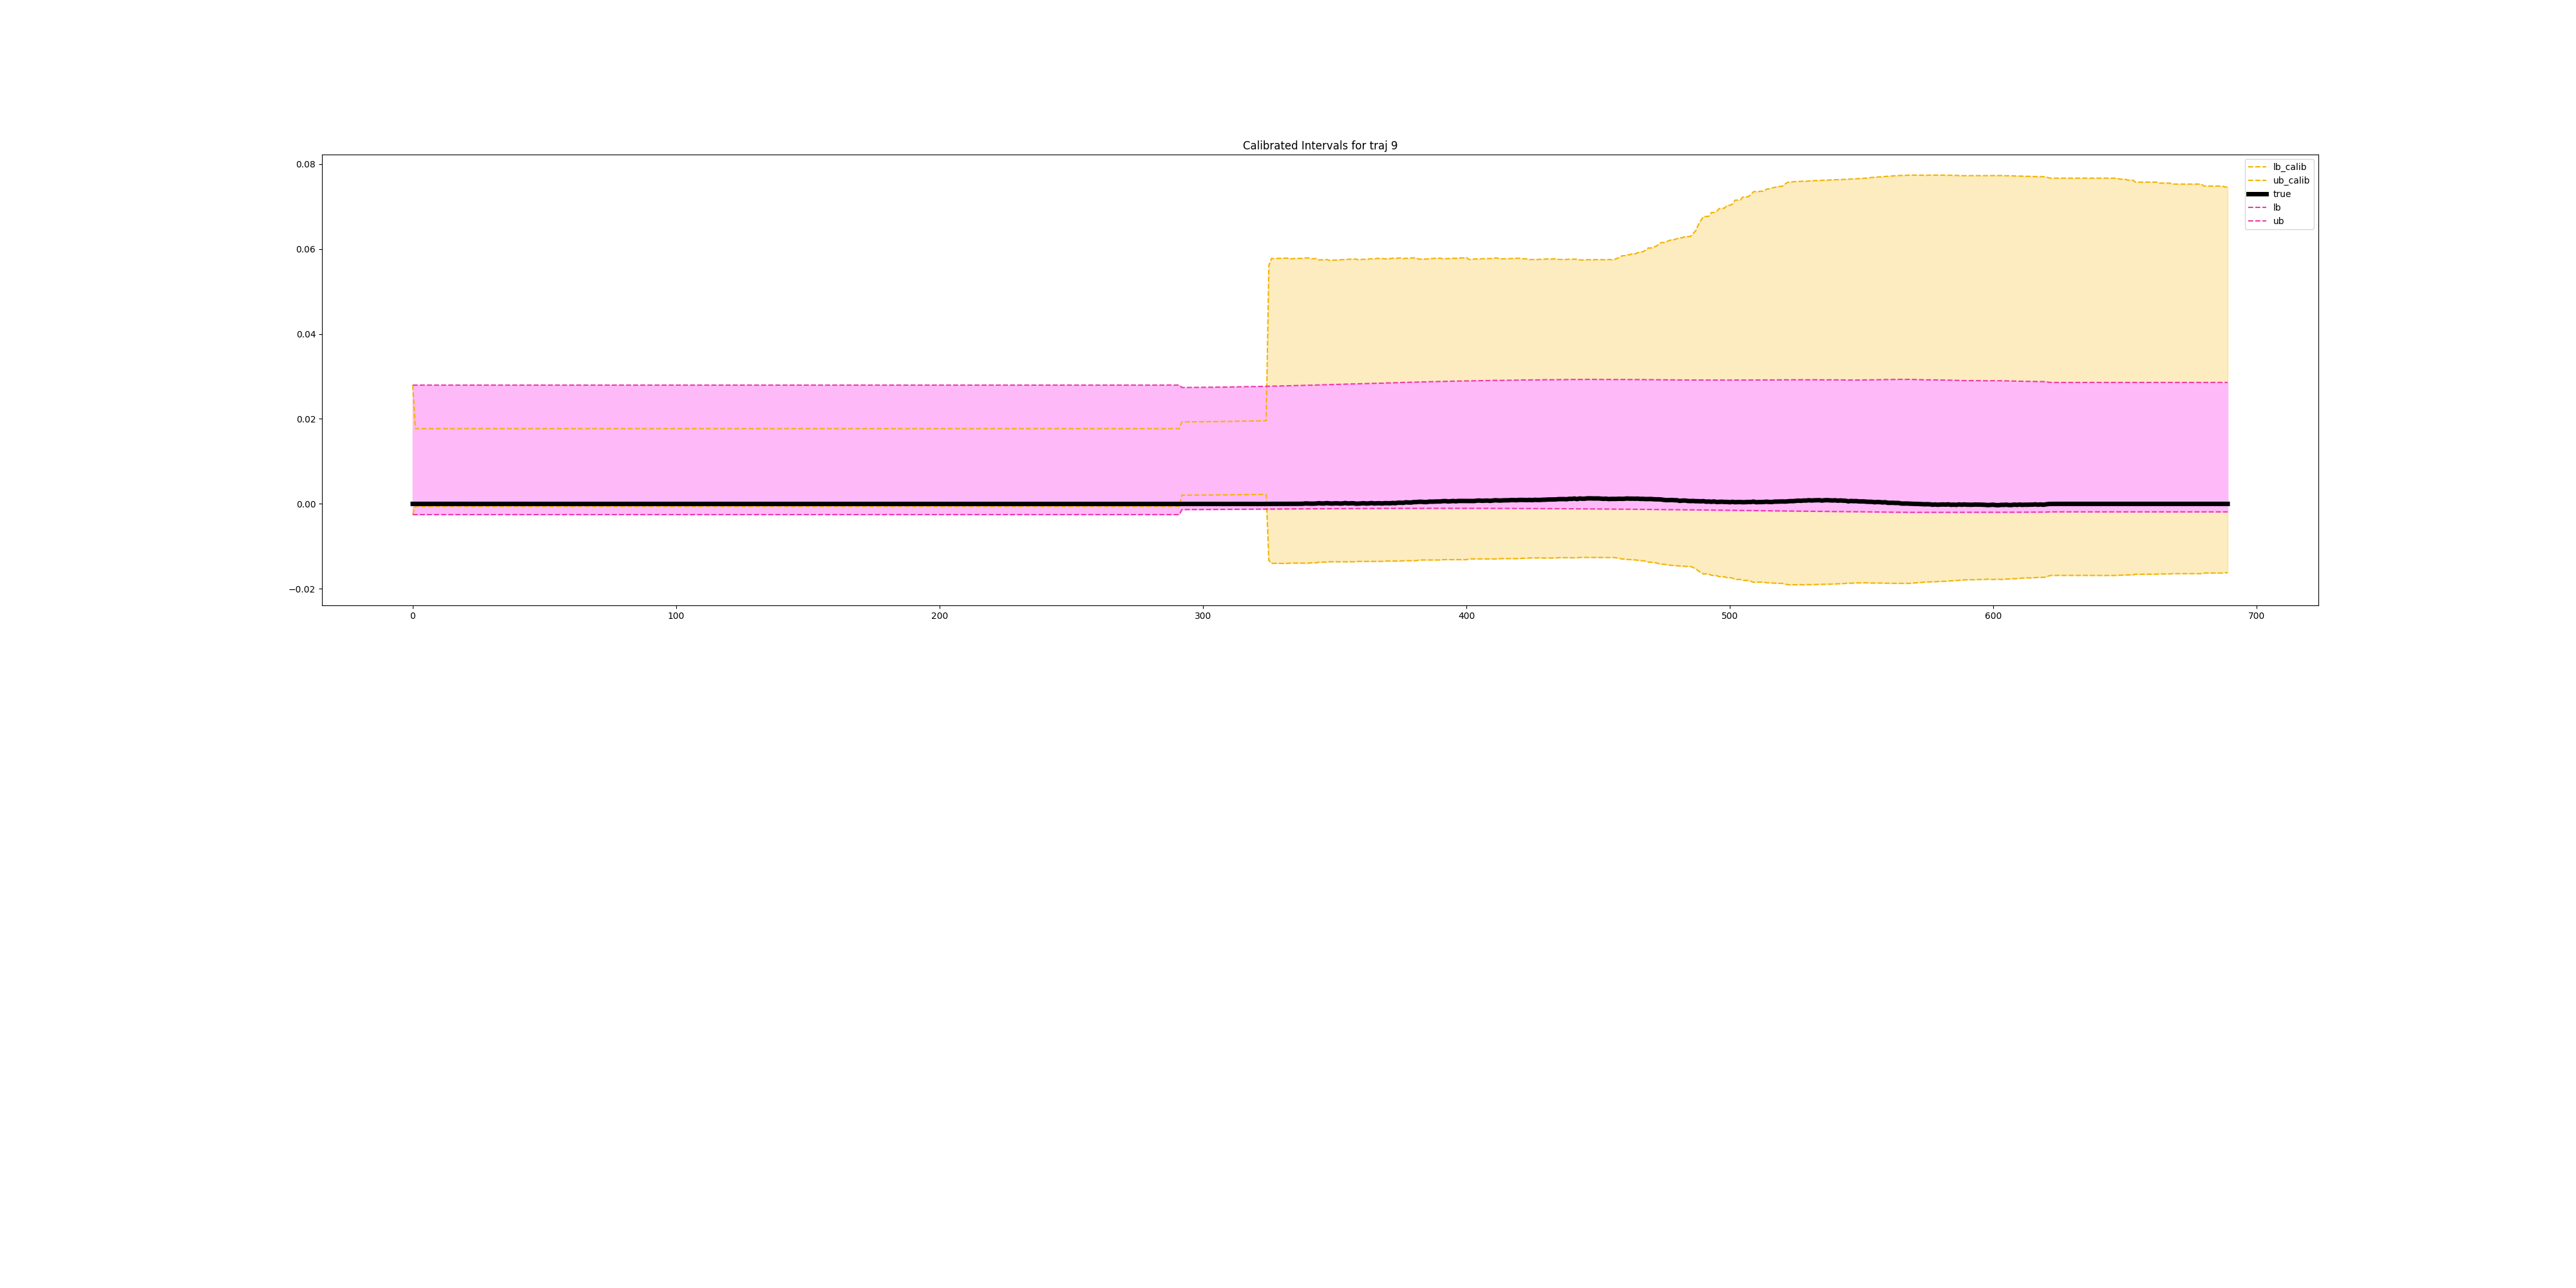 Calibrated Intervals for traj 9
0.08
0.06
0.04
0.02
0.00
−0.02
0 100 200 300 400 500 600 700
lb_calib
ub_calib
true
lb
ub